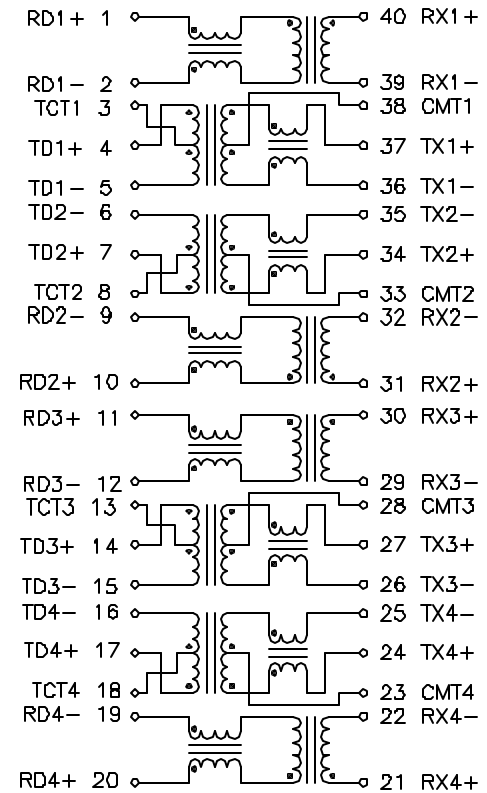 RD1+ 1 40 RX1+
RD1- 2 39 RX1-
TCT1 3 38 CMT1
TD1+ 4 37 TX1+
TD1- 5 36 TX1-
TD2- 6 35 TX2-
TD2+ 7 34 TX2+
TCT2 8 33 CMT2
RD2- 9 32 RX2-
RD2+ 10 31 RX2+
RD3+ 11 30 RX3+
RD3- 12 29 RX3-
TCT3 13 28 CMT3
TD3+ 14 27 TX3+
TD3- 15 26 TX3-
TD4- 16 25 TX4-
TD4+ 17 24 TX4+
TCT4 18 23 CMT4
RD4- 19 22 RX4-
RD4+ 20 21 RX4+